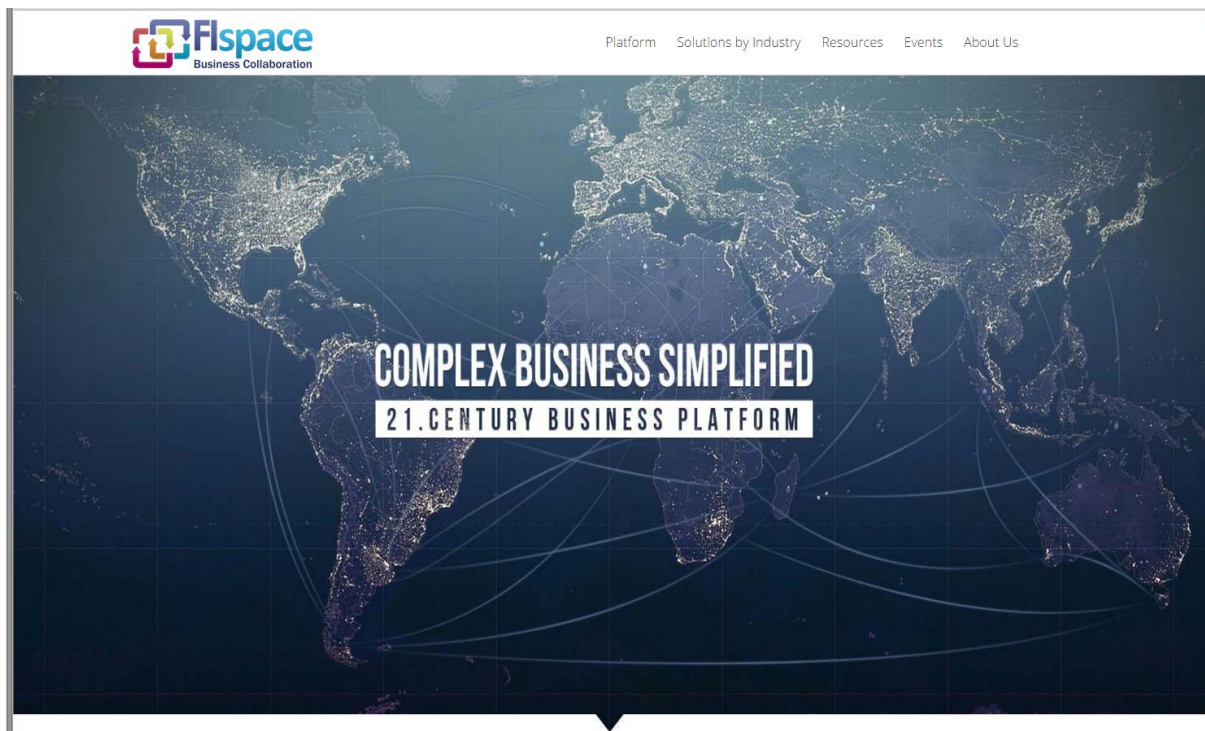 FIspace
Business Collaboration
Platform Solutions by Industry Resources Events About Us
COMPLEX BUSINESS SIMPLIFIED
21.CENTURY BUSINESS PLATFORM